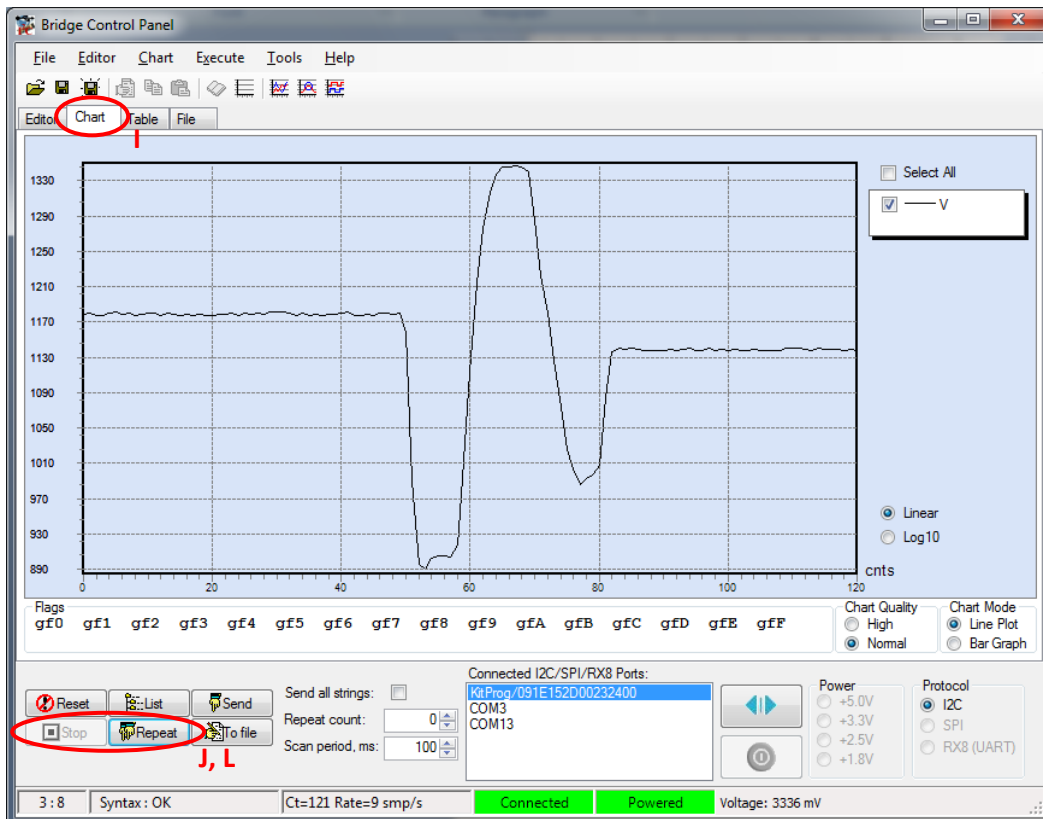 Bridge Control Panel
File Editor Chart Execute Tools Help
Editor Chart Table File
I
1330
1290
1250
1210
1170
1130
1090
1050
1010
970
930
890
0 20 40 60 80 100 120
cnts
Select All
V
Linear
Log10
Flags
gf0 gf1 gf2 gf3 gf4 gf5 gf6 gf7 gf8 gf9 gfA gfB gfC gfD gfE gfF
Chart Quality
High
Normal
Chart Mode
Line Plot
Bar Graph
Reset List Send
Stop Repeat To file
J, L
Send all strings:
Repeat count: 0
Scan period, ms: 100
Connected I2C/SPI/RX8 Ports:
KitProg/091E152D00232400
COM3
COM13
Power
+5.0V
+3.3V
+2.5V
+1.8V
Protocol
I2C
SPI
RX8 (UART)
3 : 8 Syntax : OK Ct=121 Rate=9 smp/s Connected Powered Voltage: 3336 mV